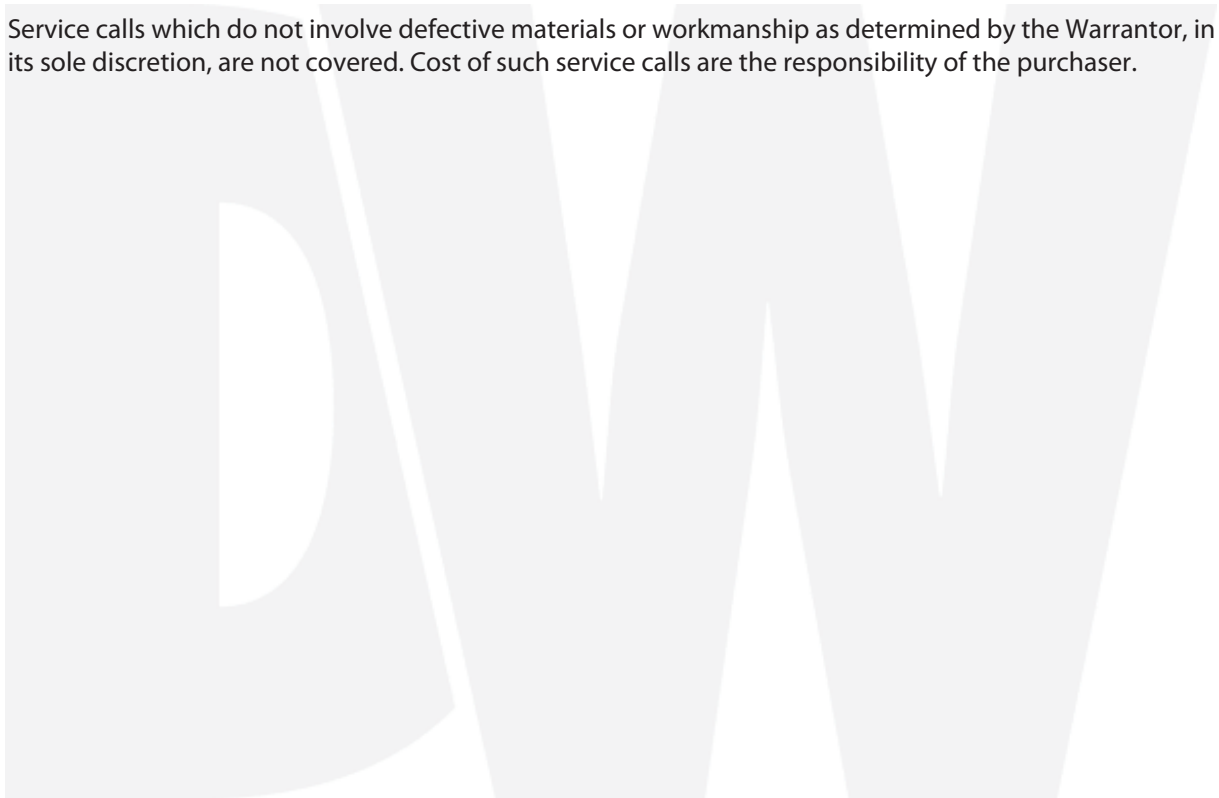 Service calls which do not involve defective materials or workmanship as determined by the Warrantor, in
its sole discretion, are not covered. Cost of such service calls are the responsibility of the purchaser.
DW